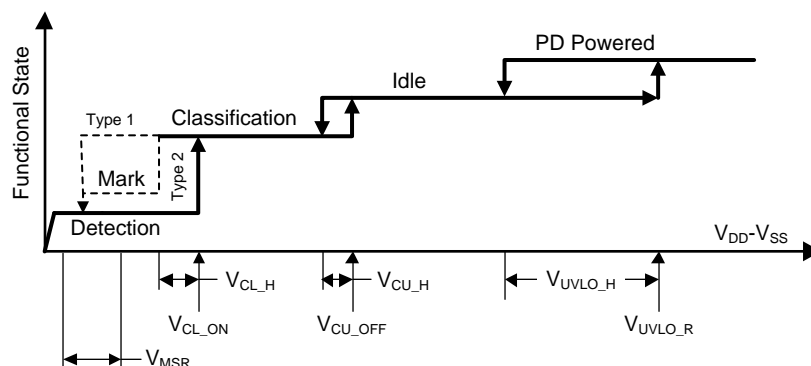 Functional State
PD Powered
Idle
Classification
Type 1
Mark
Type 2
Detection
VDD-VSS
VCL_H
VCU_H
VUVLO_H
VCL_ON
VCU_OFF
VUVLO_R
VMSR